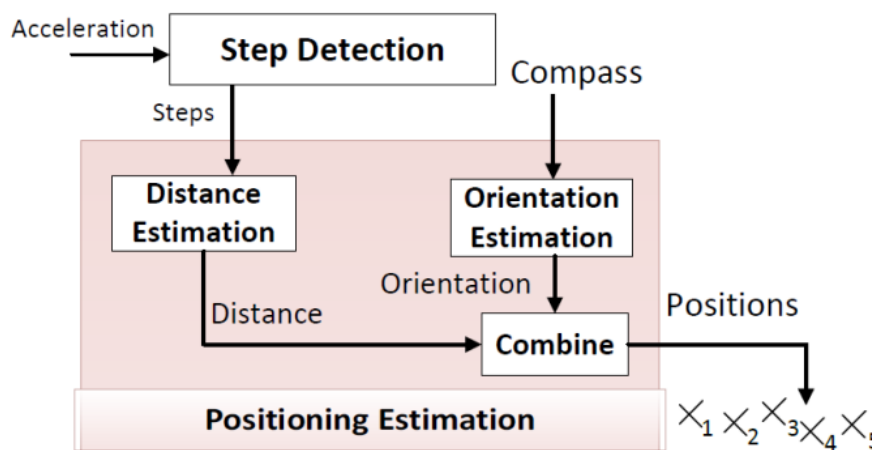 Acceleration
Step Detection
Compass
Steps
Distance
Estimation
Orientation
Estimation
Orientation
Distance
Positions
Combine
Positioning Estimation
X1 X2 X3 X4 X5